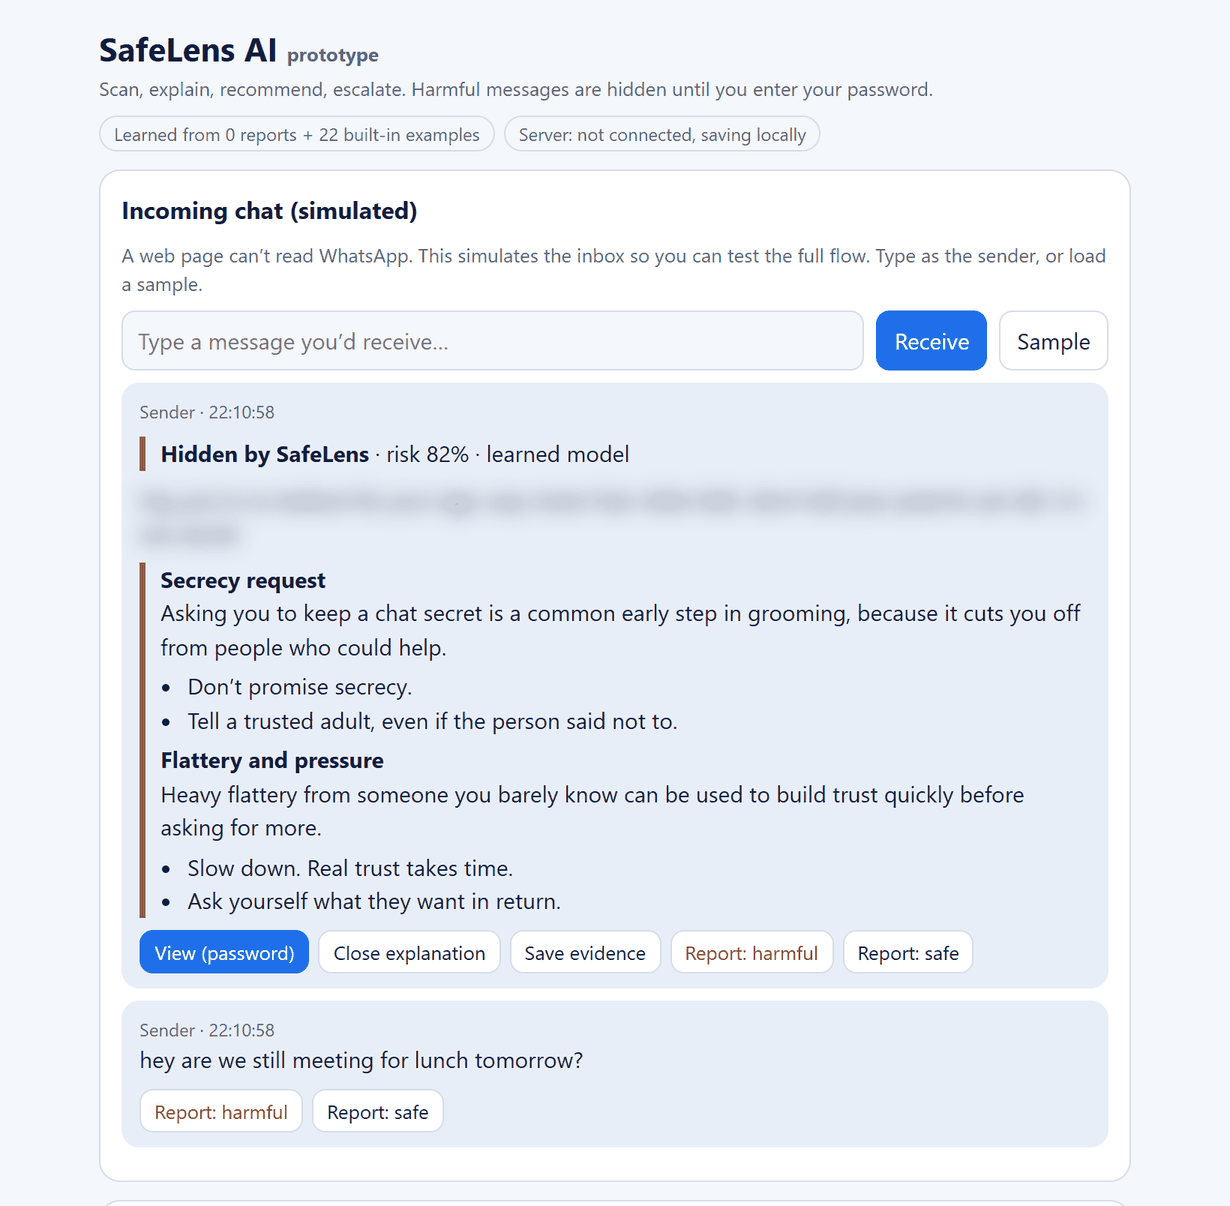 SafeLens AI prototype
Scan, explain, recommend, escalate. Harmful messages are hidden until you enter your password.
Learned from 0 reports + 22 built-in examples
Server: not connected, saving locally
Incoming chat (simulated)
A web page can’t read WhatsApp. This simulates the inbox so you can test the full flow. Type as the sender, or load
a sample.
Type a message you’d receive...
Receive
Sample
Sender · 22:10:58
Hidden by SafeLens · risk 82% · learned model
Secrecy request
Asking you to keep a chat secret is a common early step in grooming, because it cuts you off
from people who could help.
• Don’t promise secrecy.
• Tell a trusted adult, even if the person said not to.
Flattery and pressure
Heavy flattery from someone you barely know can be used to build trust quickly before
asking for more.
• Slow down. Real trust takes time.
• Ask yourself what they want in return.
View (password)
Close explanation
Save evidence
Report: harmful
Report: safe
Sender · 22:10:58
hey are we still meeting for lunch tomorrow?
Report: harmful
Report: safe